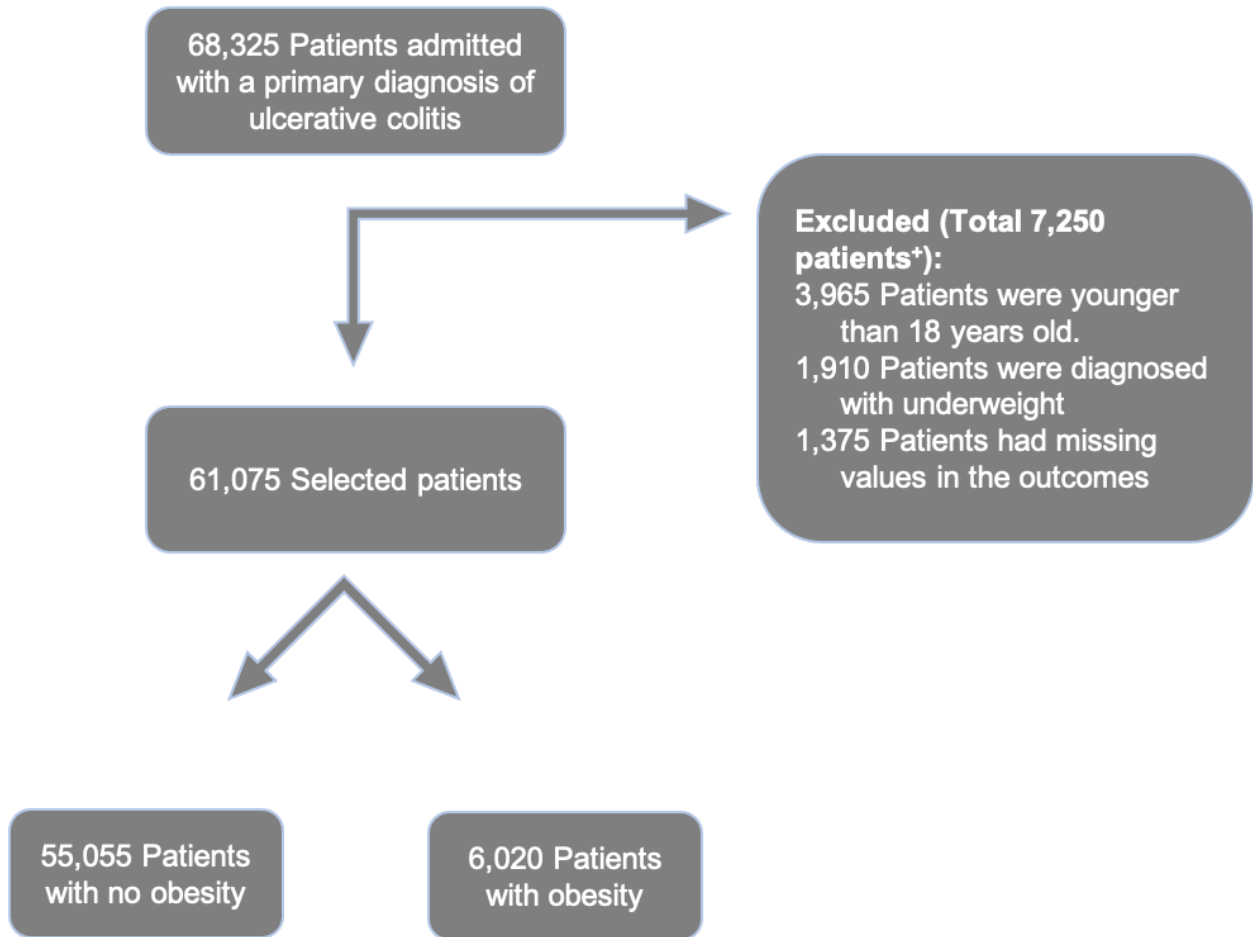 68,325 Patients admitted
with a primary diagnosis of
ulcerative colitis
Excluded (Total 7,250
patients⁺):
3,965 Patients were younger
than 18 years old.
1,910 Patients were diagnosed
with underweight
1,375 Patients had missing
values in the outcomes
61,075 Selected patients
55,055 Patients
with no obesity
6,020 Patients
with obesity